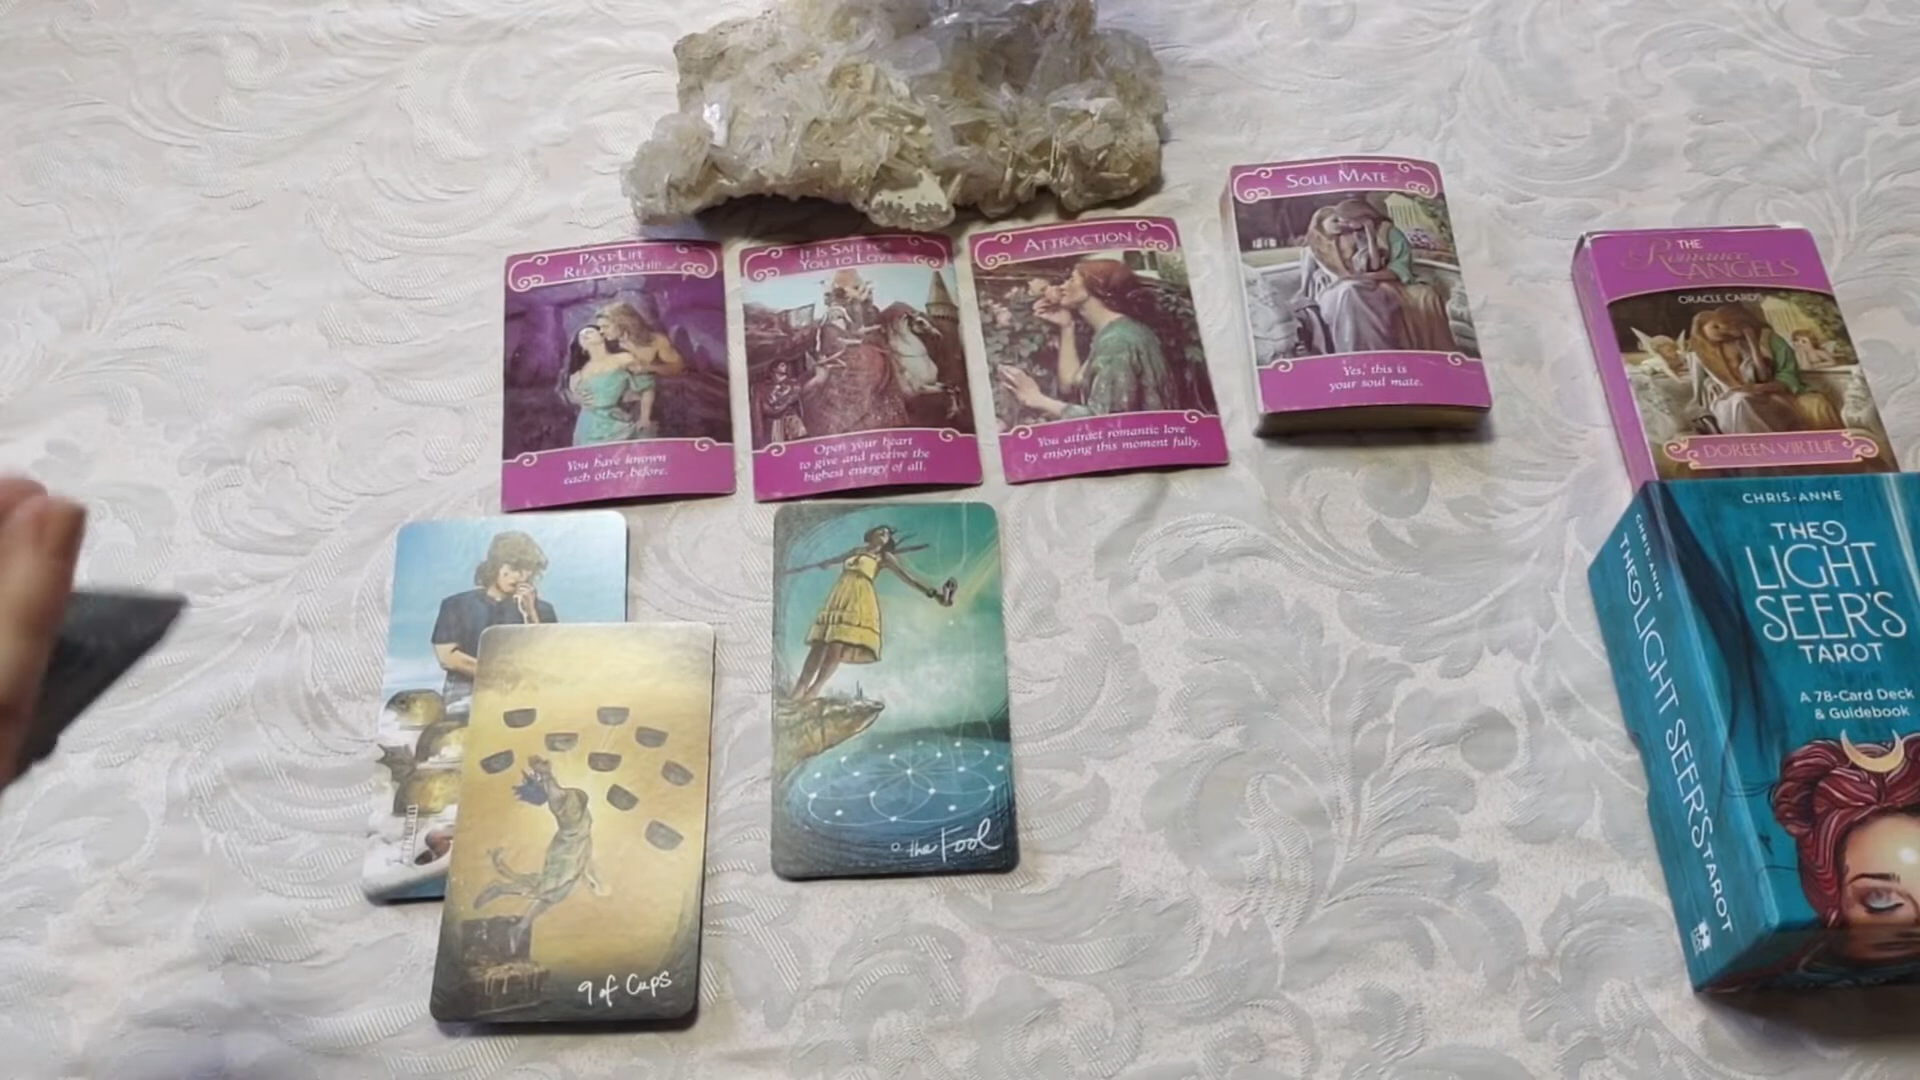 PAST-LIFE
RELATIONSHIP
You have known
each other before.
IT IS SAFE FOR
YOU TO LOVE
Open your heart
to give and receive the
highest energy of all.
ATTRACTION
You attract romantic love
by enjoying this moment fully.
SOUL MATE
Yes, this is
your soul mate.
THE
Romance
ANGELS
ORACLE CARDS
DOREEN VIRTUE
9 of Cups
0 the Fool
CHRIS-ANNE
THE LIGHT SEER'S TAROT
CHRIS-ANNE
THE
LIGHT
SEER'S
TAROT
A 78-Card Deck
& Guidebook